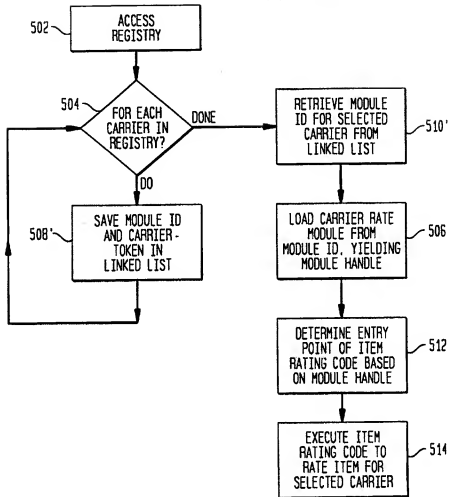 502
ACCESS
REGISTRY
504
FOR EACH
CARRIER IN
REGISTRY?
DONE
DO
508'
SAVE MODULE ID
AND CARRIER-
TOKEN IN
LINKED LIST
RETRIEVE MODULE
ID FOR SELECTED
CARRIER FROM
LINKED LIST
510'
LOAD CARRIER RATE
MODULE FROM
MODULE ID, YIELDING
MODULE HANDLE
506
DETERMINE ENTRY
POINT OF ITEM
RATING CODE BASED
ON MODULE HANDLE
512
EXECUTE ITEM
RATING CODE TO
RATE ITEM FOR
SELECTED CARRIER
514